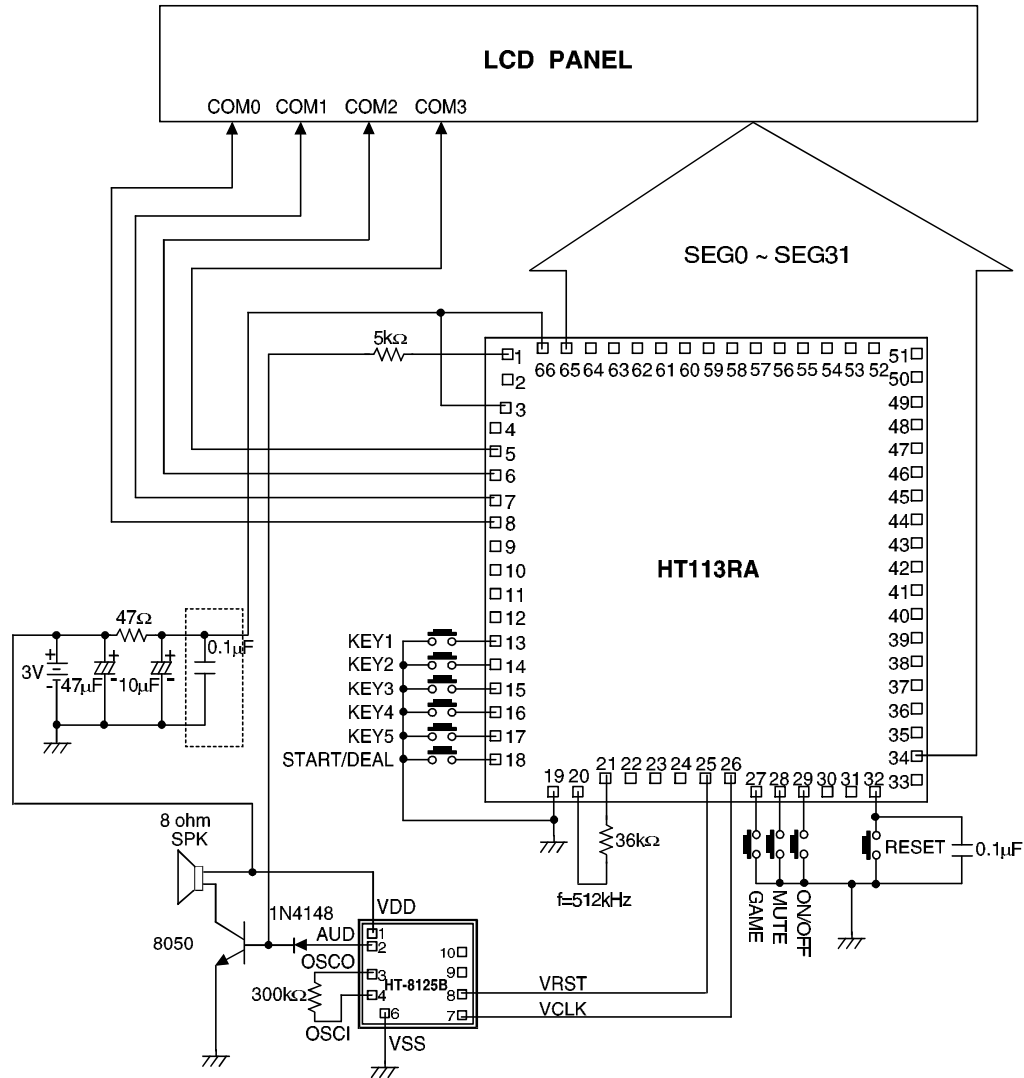 LCD PANEL
COM0 COM1 COM2 COM3
SEG0 ~ SEG31
5kΩ
1
2
3
4
5
6
7
8
9
10
11
12
13
14
15
16
17
18
66 65 64 63 62 61 60 59 58 57 56 55 54 53 52
51
50
49
48
47
46
45
44
43
42
41
40
39
38
37
36
35
34
33
HT113RA
47Ω
0.1μF
+ + +
3V
- 47μF - 10μF -
KEY1
KEY2
KEY3
KEY4
KEY5
START/DEAL
19 20 21 22 23 24 25 26 27 28 29 30 31 32
36kΩ
f=512kHz
RESET
0.1μF
GAME
MUTE
ON/OFF
8 ohm
SPK
VDD
1N4148
AUD
8050
OSCO
300kΩ
OSCI
1
2
3
4
6
10
9
8
7
HT-8125B
VRST
VCLK
VSS